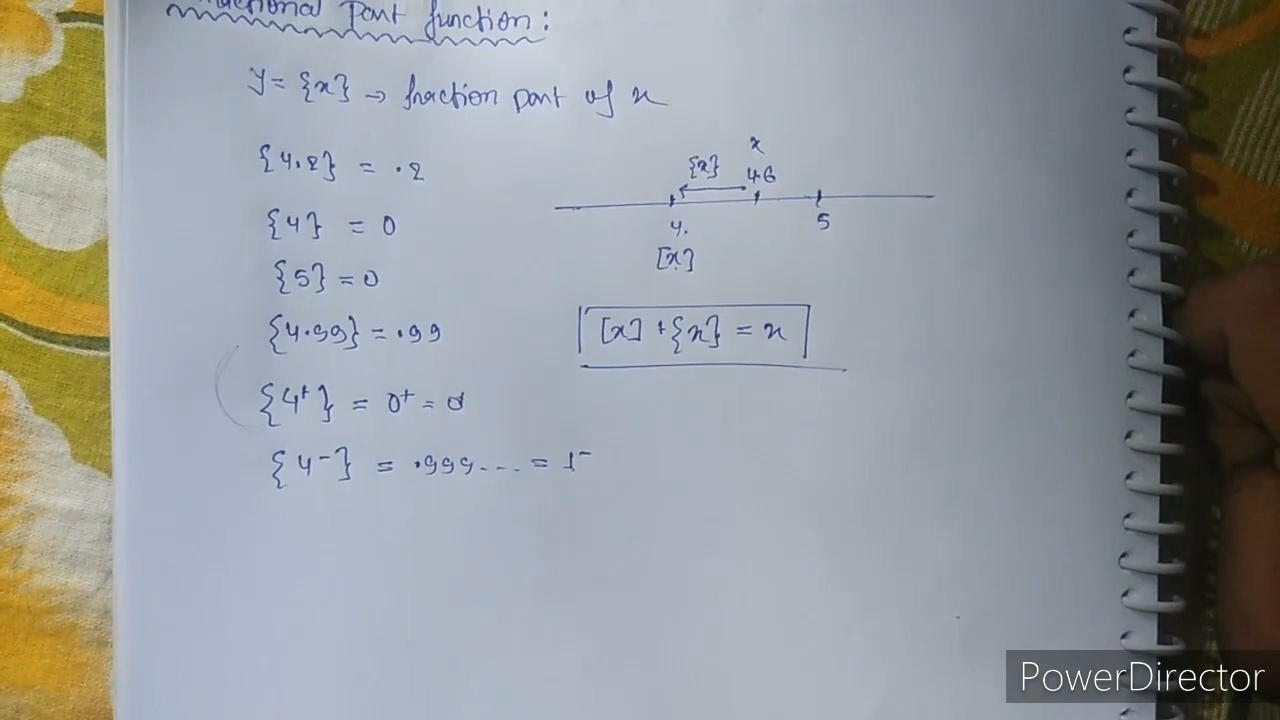 Fractional Part function:
y = {x} → fraction part of x
{4.2} = .2
{4} = 0
{5} = 0
{4.99} = .99
{4⁺} = 0⁺ = 0
{4⁻} = .999... = 1⁻
x
{x} 4.6
4. 5
[x]
[x] + {x} = x
PowerDirector